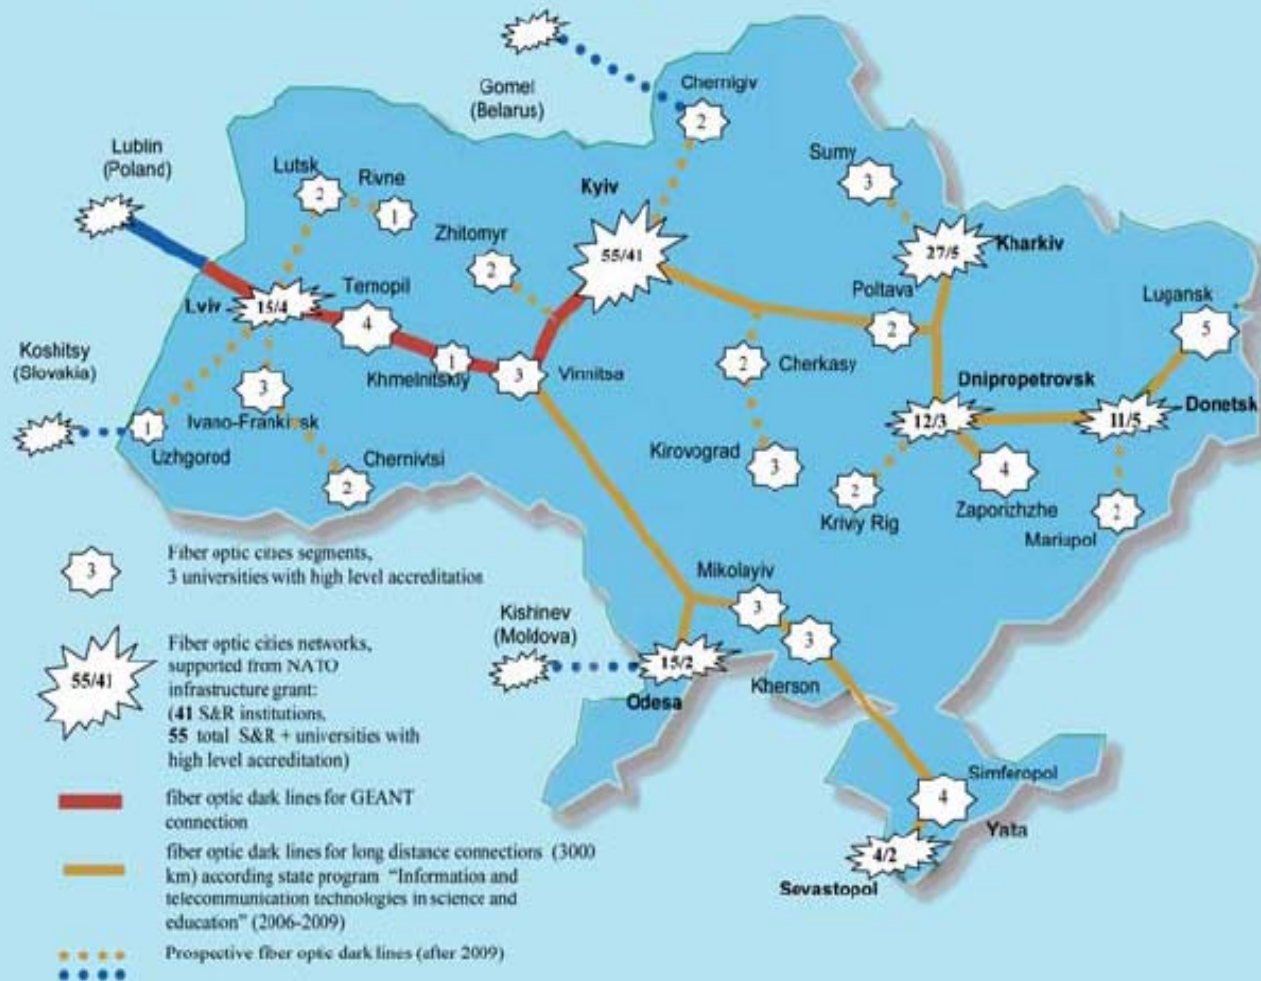 Gomel
(Belarus)
Chernigiv
2
Lublin
(Poland)
Sumy
3
Lutsk
2
Rivne
1
Kyiv
55/41
Zhitomyr
2
27/5
Kharkiv
Lviv
15/4
Ternopil
4
Poltava
2
Lugansk
5
Koshitsy
(Slovakia)
1
Khmelnitskiy
3
Vinnitsa
2
Cherkasy
Dnipropetrovsk
12/3
11/5
Donetsk
3
Ivano-Frankivsk
1
Uzhgorod
Chernivtsi
2
Kirovograd
3
2
Kriviy Rig
4
Zaporizhzhe
2
Mariupol
3
Fiber optic cities segments,
3 universities with high level accreditation
Mikolayiv
3
Kishinev
(Moldova)
15/2
Odesa
3
Kherson
55/41
Fiber optic cities networks,
supported from NATO
infrastructure grant:
(41 S&R institutions,
55 total S&R + universities with
high level accreditation)
Simferopol
4
Yata
4/2
Sevastopol
fiber optic dark lines for GEANT
connection
fiber optic dark lines for long distance connections (3000
km) according state program "Information and
telecommunication technologies in science and
education" (2006-2009)
Prospective fiber optic dark lines (after 2009)